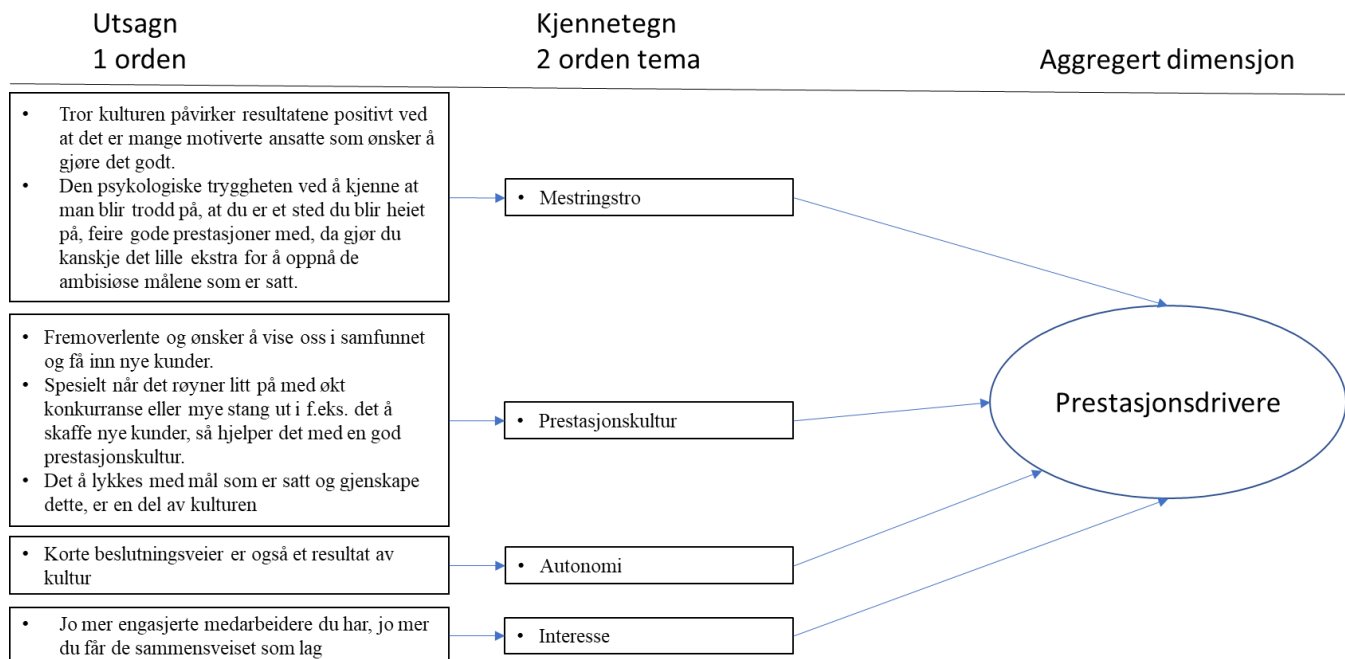 Utsagn
1 orden
Kjennetegn
2 orden tema
Aggregert dimensjon
• Tror kulturen påvirker resultatene positivt ved
at det er mange motiverte ansatte som ønsker å
gjøre det godt.
• Den psykologiske tryggheten ved å kjenne at
man blir trodd på, at du er et sted du blir heiet
på, feire gode prestasjoner med, da gjør du
kanskje det lille ekstra for å oppnå de
ambisiøse målene som er satt.
• Mestringstro
• Fremoverlente og ønsker å vise oss i samfunnet
og få inn nye kunder.
• Spesielt når det røyner litt på med økt
konkurranse eller mye stang ut i f.eks. det å
skaffe nye kunder, så hjelper det med en god
prestasjonskultur.
• Det å lykkes med mål som er satt og gjenskape
dette, er en del av kulturen
• Prestasjonskultur
Prestasjonsdrivere
• Korte beslutningsveier er også et resultat av
kultur
• Autonomi
• Jo mer engasjerte medarbeidere du har, jo mer
du får de sammensveiset som lag
• Interesse